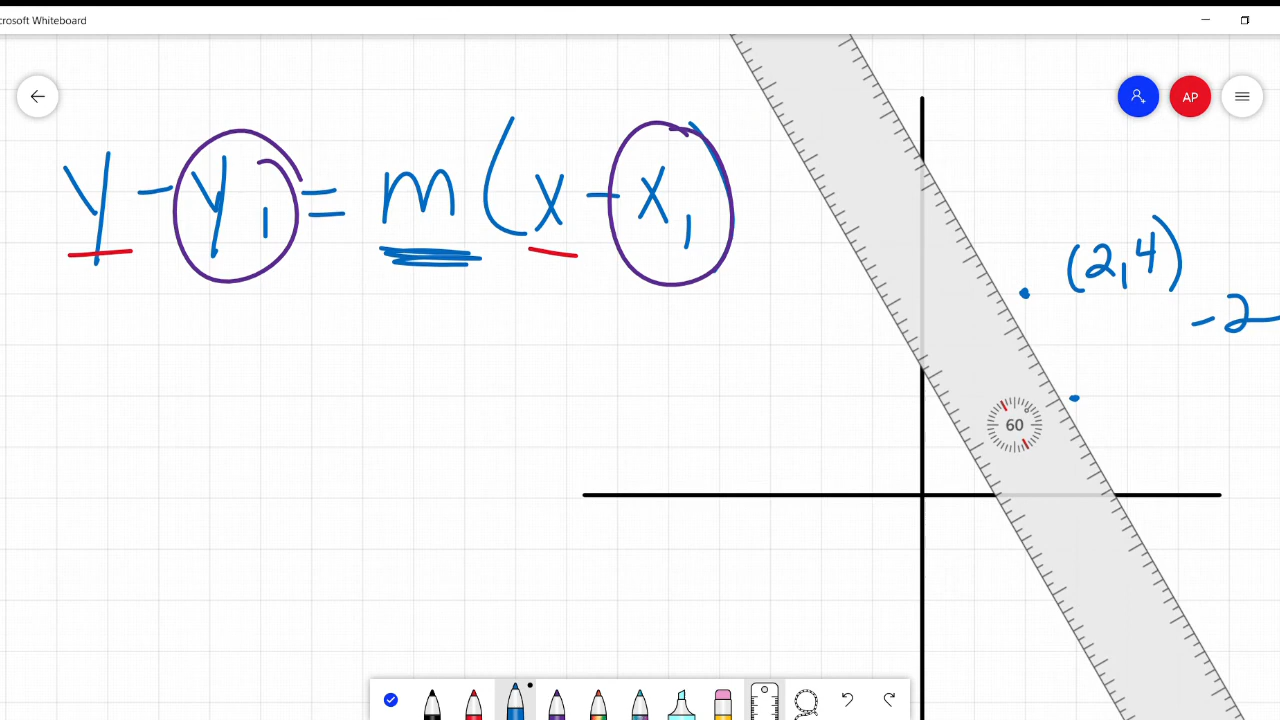 crosoft Whiteboard
AP
y - y₁ = m(x - x₁)
(2,4)
-2
60